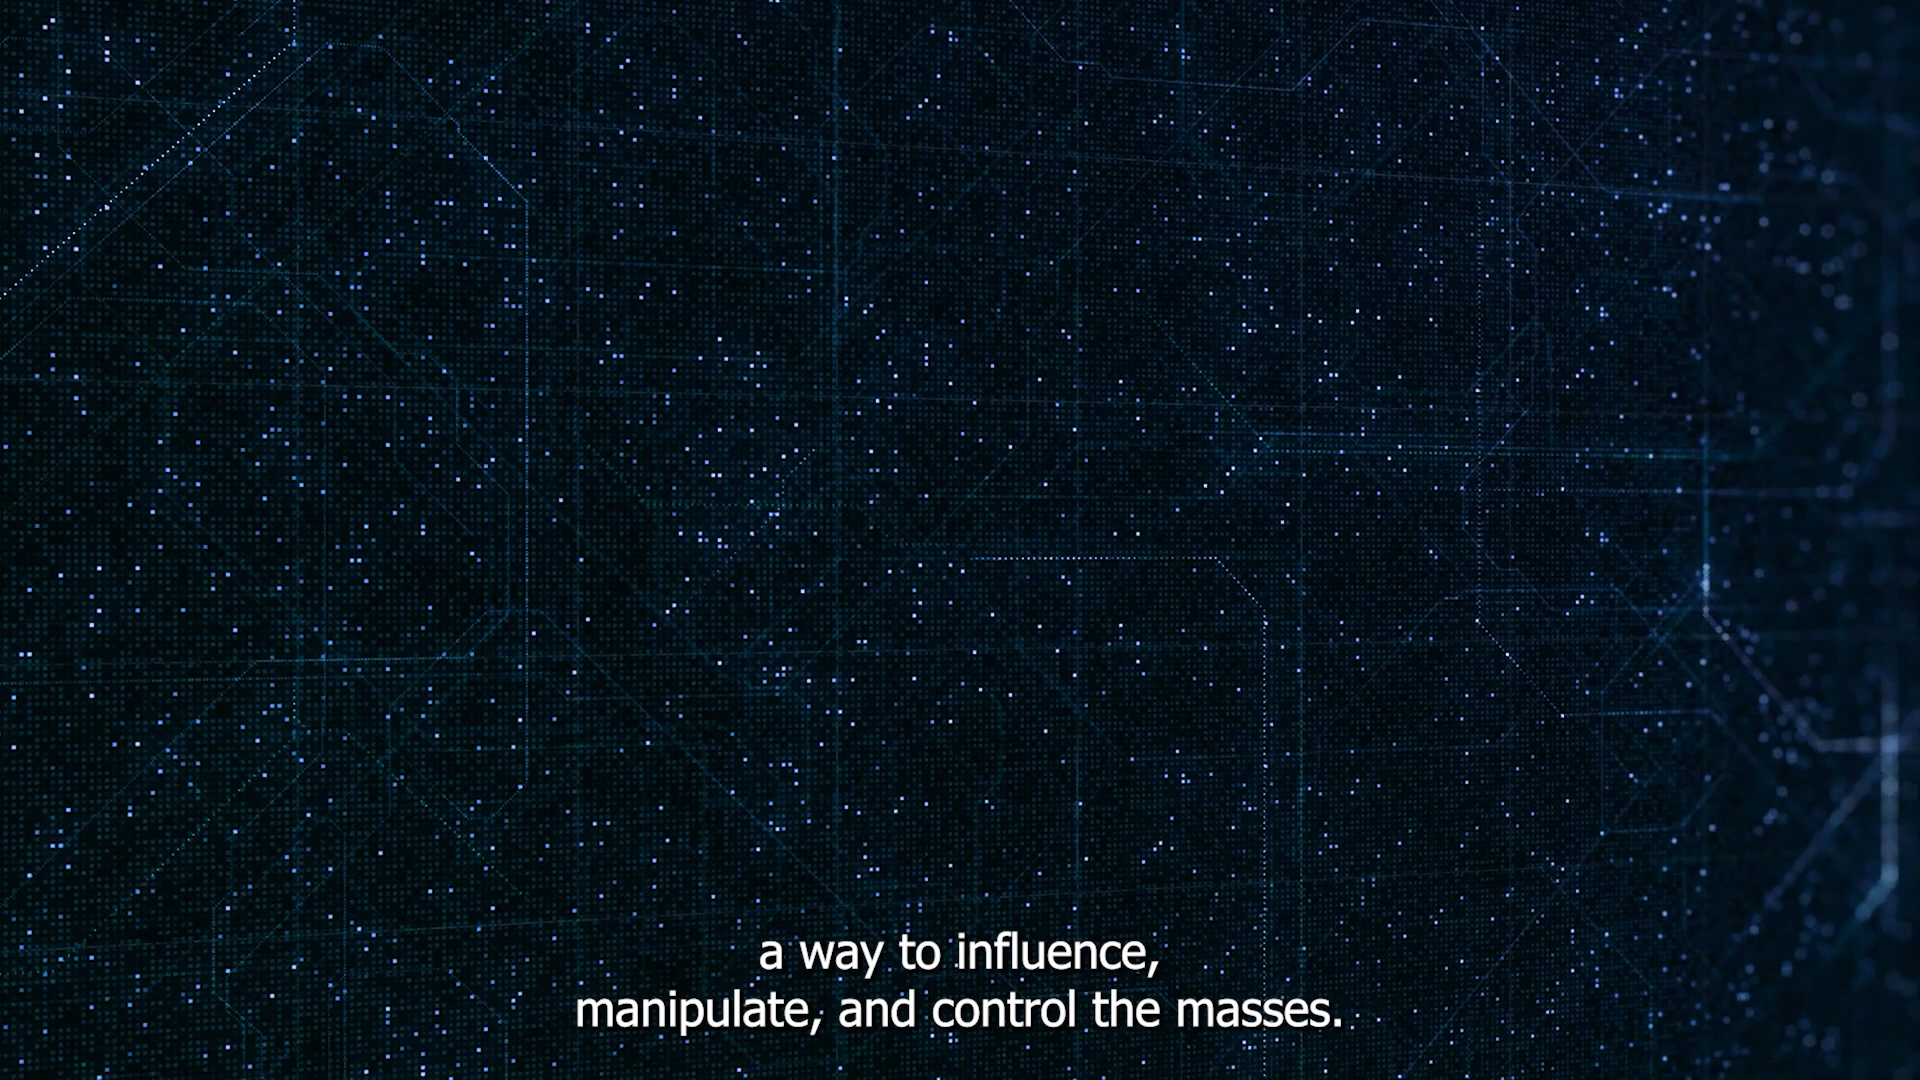 a way to influence,
manipulate, and control the masses.